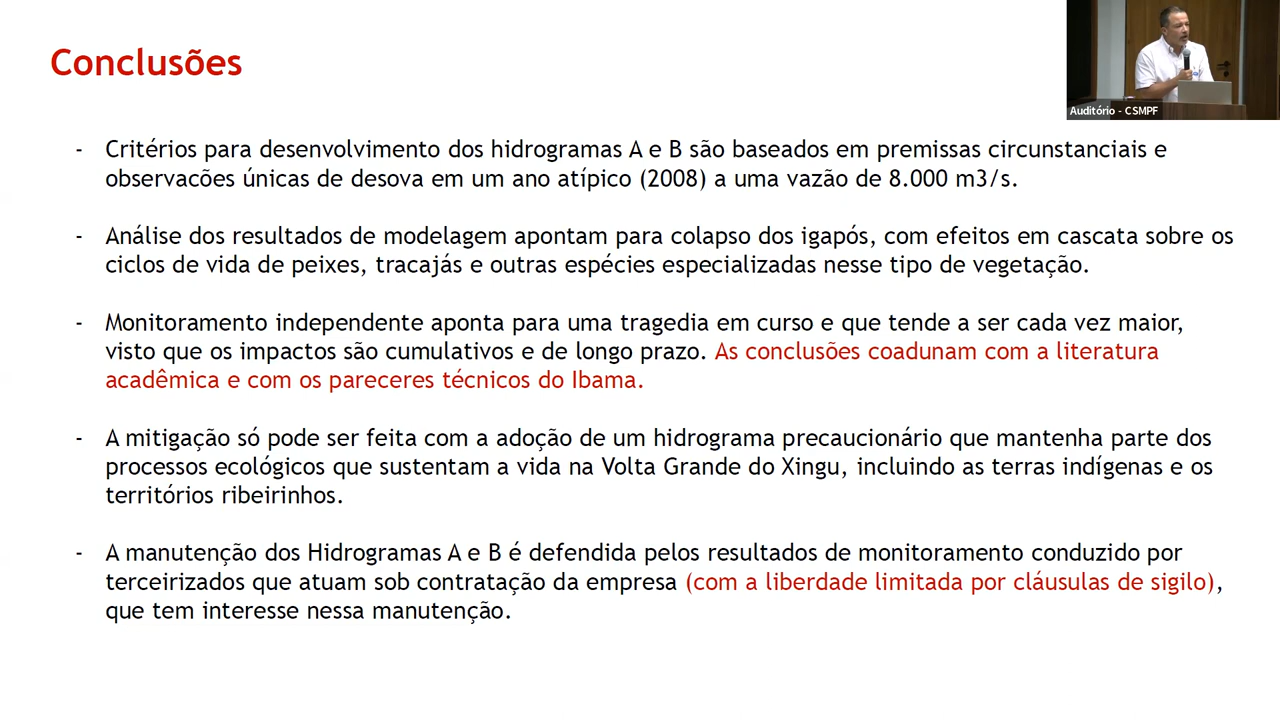 Conclusões
Auditório - CSMPF
- Critérios para desenvolvimento dos hidrogramas A e B são baseados em premissas circunstanciais e
observacões únicas de desova em um ano atípico (2008) a uma vazão de 8.000 m3/s.
- Análise dos resultados de modelagem apontam para colapso dos igapós, com efeitos em cascata sobre os
ciclos de vida de peixes, tracajás e outras espécies especializadas nesse tipo de vegetação.
- Monitoramento independente aponta para uma tragedia em curso e que tende a ser cada vez maior,
visto que os impactos são cumulativos e de longo prazo. As conclusões coadunam com a literatura
acadêmica e com os pareceres técnicos do Ibama.
- A mitigação só pode ser feita com a adoção de um hidrograma precaucionário que mantenha parte dos
processos ecológicos que sustentam a vida na Volta Grande do Xingu, incluindo as terras indígenas e os
territórios ribeirinhos.
- A manutenção dos Hidrogramas A e B é defendida pelos resultados de monitoramento conduzido por
terceirizados que atuam sob contratação da empresa (com a liberdade limitada por cláusulas de sigilo),
que tem interesse nessa manutenção.